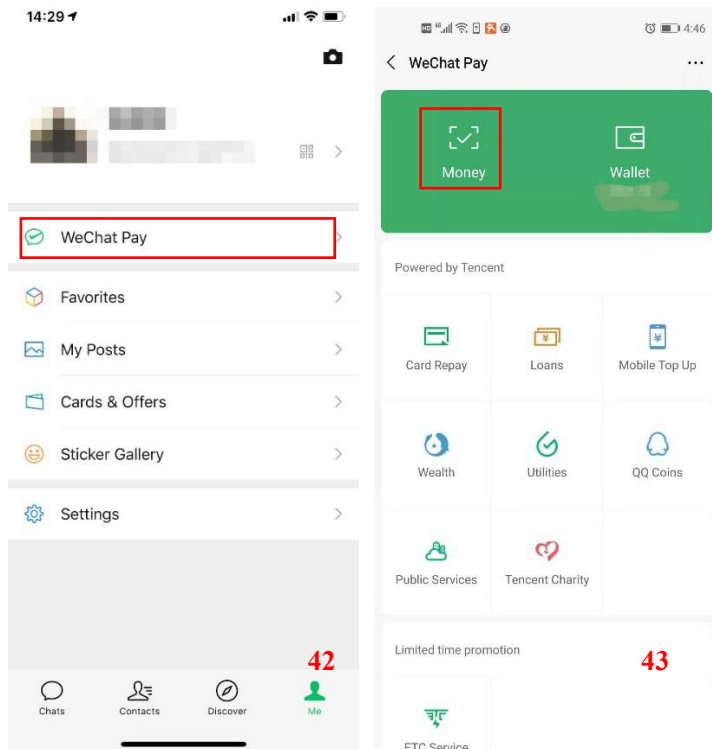 14:29
WeChat Pay
Favorites
My Posts
Cards & Offers
Sticker Gallery
Settings
42
Chats
Contacts
Discover
Me
4:46
WeChat Pay
Money
Wallet
Powered by Tencent
Card Repay
Loans
Mobile Top Up
Wealth
Utilities
QQ Coins
Public Services
Tencent Charity
Limited time promotion
43
ETC Service